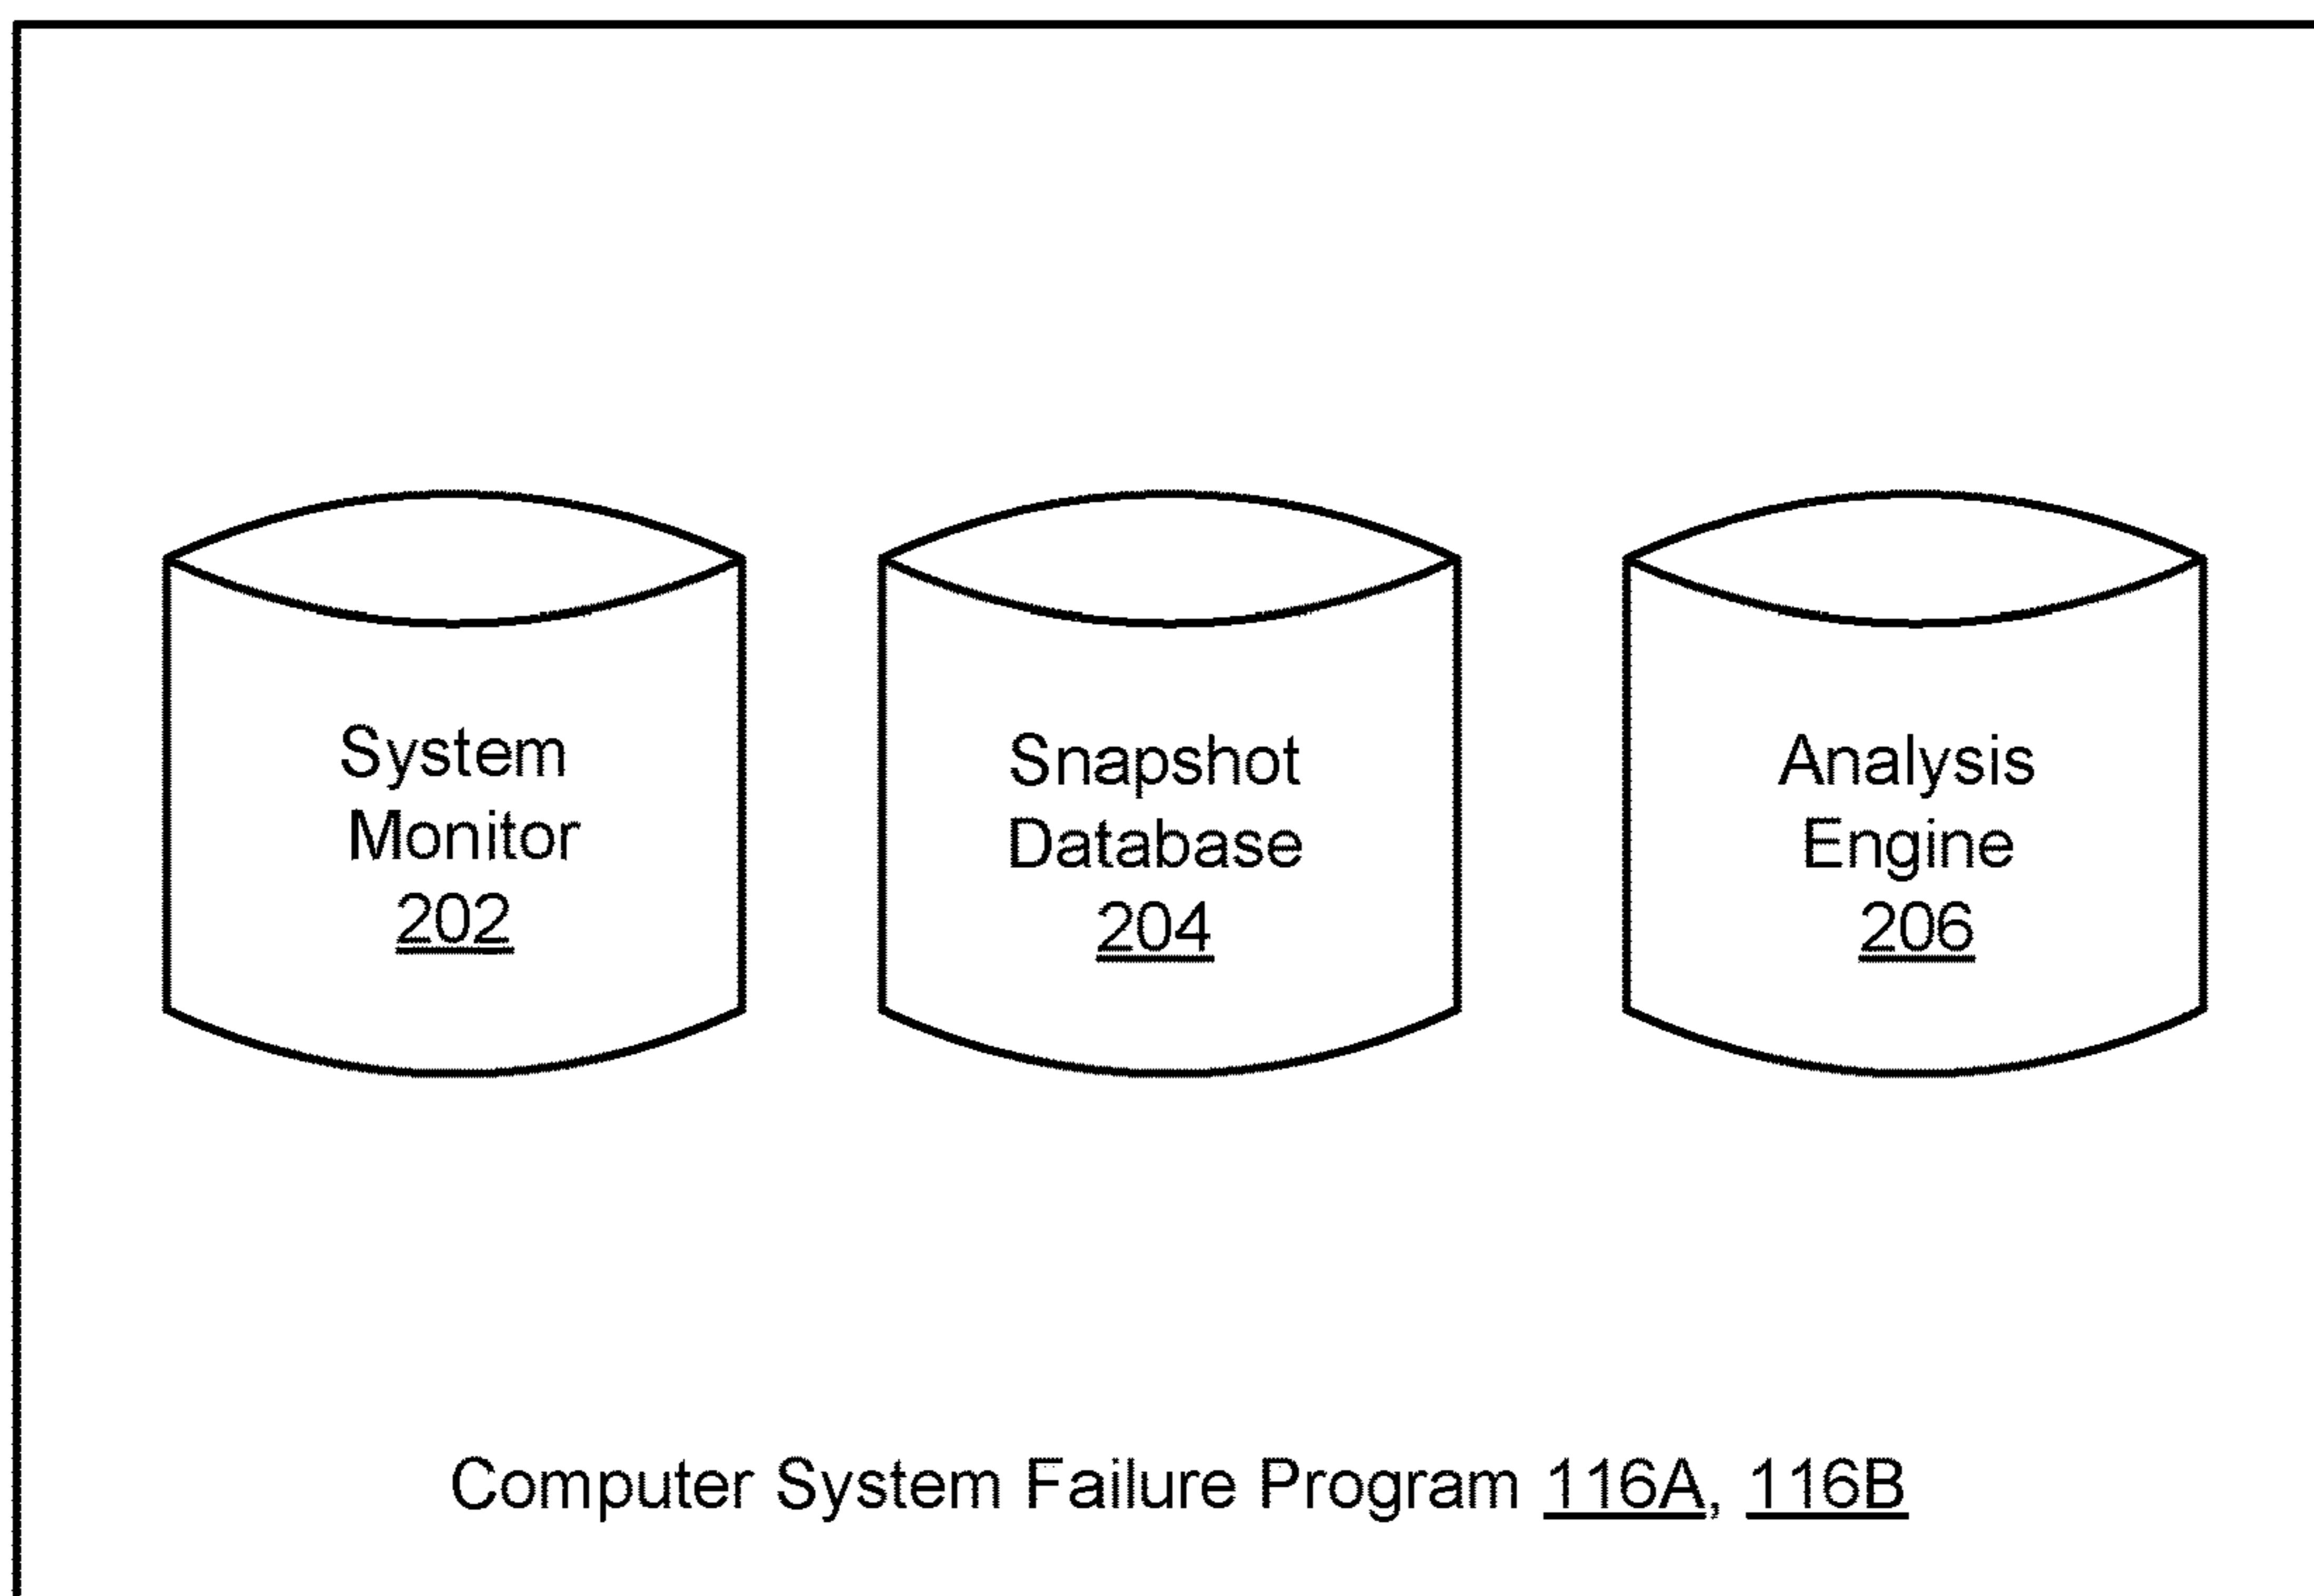 System
Monitor
202
Snapshot
Database
204
Analysis
Engine
206
Computer System Failure Program 116A, 116B